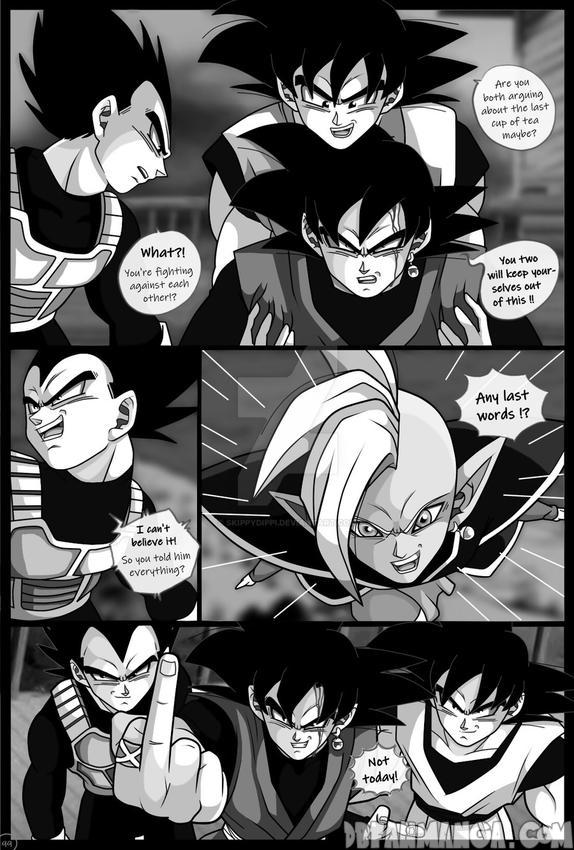 Are you
both arguing
about the last
cup of tea
maybe?
What?!
You're fighting
against each
other!?
You two
will keep your-
selves out
of this !!
Any last
words !?
I can't
believe it!
So you told him
everything?
SKIPPYDIPPI.DEVIANTART.CO
Not
today!
99
DBFANMANGA.COM